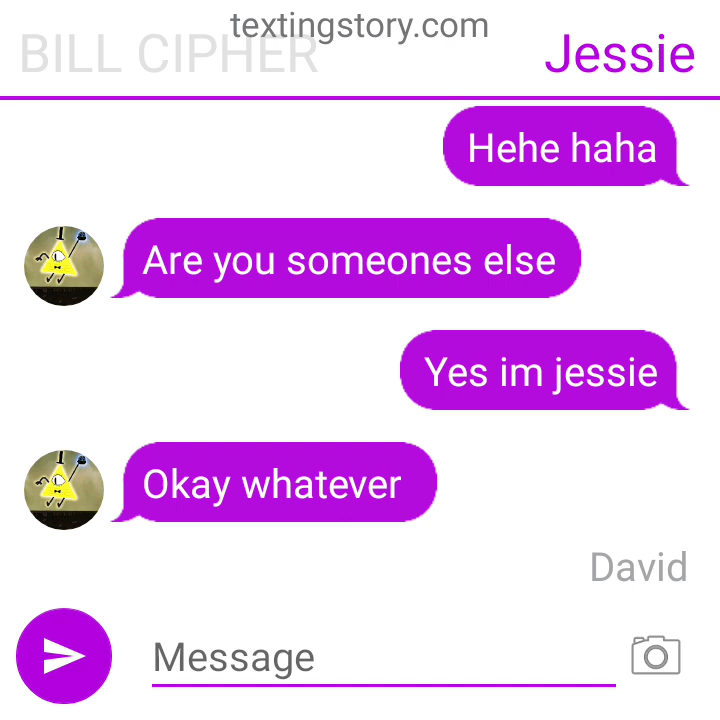 textingstory.com
BILL CIPHER
Jessie
Hehe haha
Are you someones else
Yes im jessie
Okay whatever
David
Message